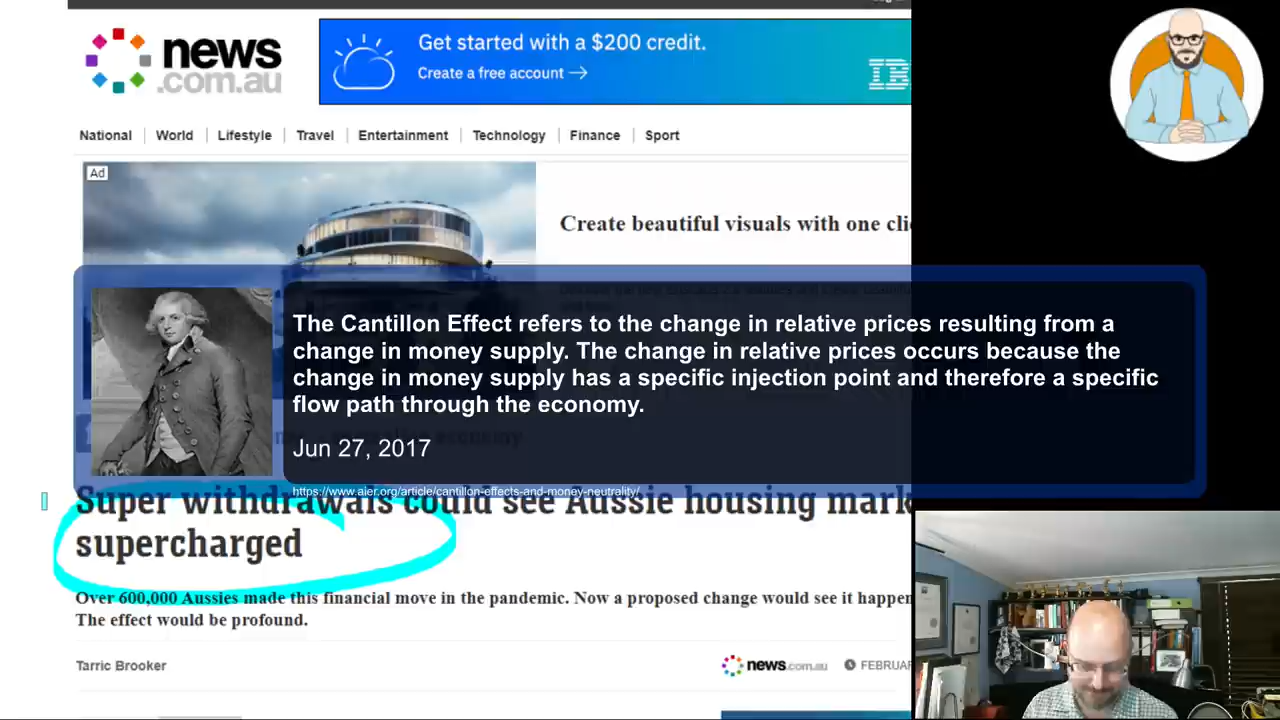 news
.com.au
Get started with a $200 credit.
Create a free account →
IB
National World Lifestyle Travel Entertainment Technology Finance Sport
Ad
Create beautiful visuals with one
The Cantillon Effect refers to the change in relative prices resulting from a
change in money supply. The change in relative prices occurs because the
change in money supply has a specific injection point and therefore a specific
flow path through the economy.
Jun 27, 2017
https://www.aier.org/article/cantillon-effects-and-money-neutrality/
Super withdrawals could see Aussie housing mark
supercharged
Over 600,000 Aussies made this financial move in the pandemic. Now a proposed change would see it happen
The effect would be profound.
Tarric Brooker
news.com.au
FEBRUAR